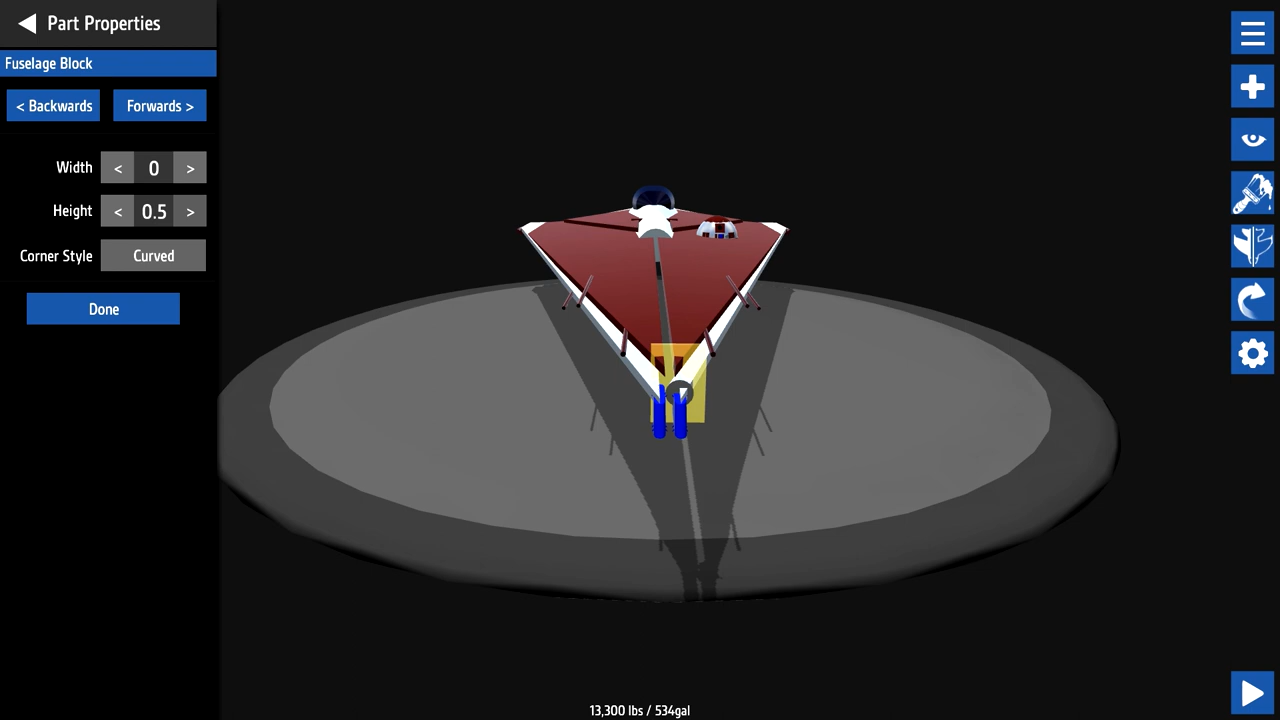 Part Properties
Fuselage Block
< Backwards Forwards >
Width < 0 >
Height < 0.5 >
Corner Style Curved
Done
13,300 lbs / 534gal